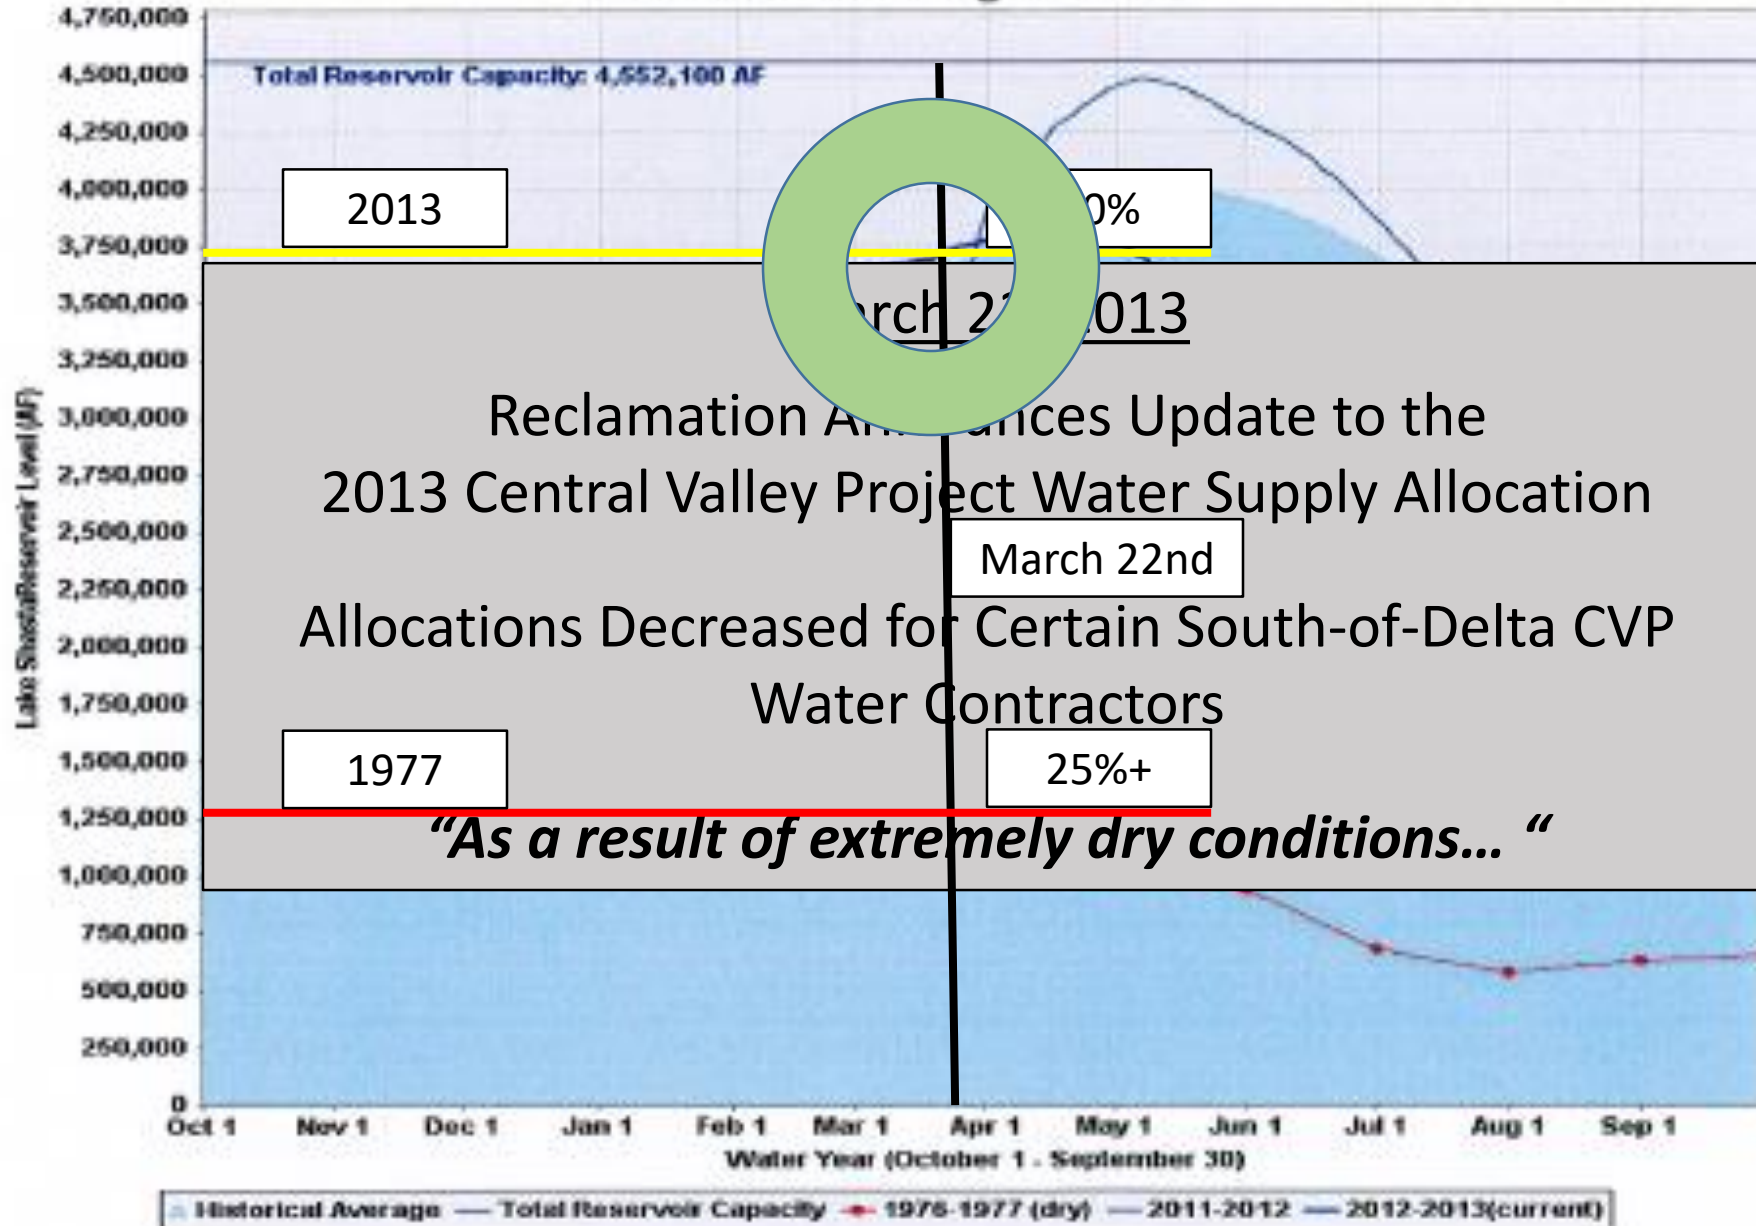 4,750,000
4,500,000
Total Reservoir Capacity: 4,552,100 AF
4,250,000
4,000,000
2013
0%
3,750,000
3,500,000
2013
3,250,000
Lake ShastaReservoir Level (AF)
3,000,000
Reclamation Update to the
2,750,000
2013 Central Valley Project Water Supply Allocation
2,500,000
March 22nd
2,250,000
2,000,000
Allocations Decreased for Certain South-of-Delta CVP
1,750,000
Water Contractors
1,500,000
1977
25%+
1,250,000
“As a result of extremely dry conditions… “
1,000,000
750,000
500,000
250,000
0
Oct 1 Nov 1 Dec 1 Jan 1 Feb 1 Mar 1 Apr 1 May 1 Jun 1 Jul 1 Aug 1 Sep 1
Water Year (October 1 - September 30)
Historical Average Total Reservoir Capacity 1976-1977 (dry) 2011-2012 2012-2013(current)